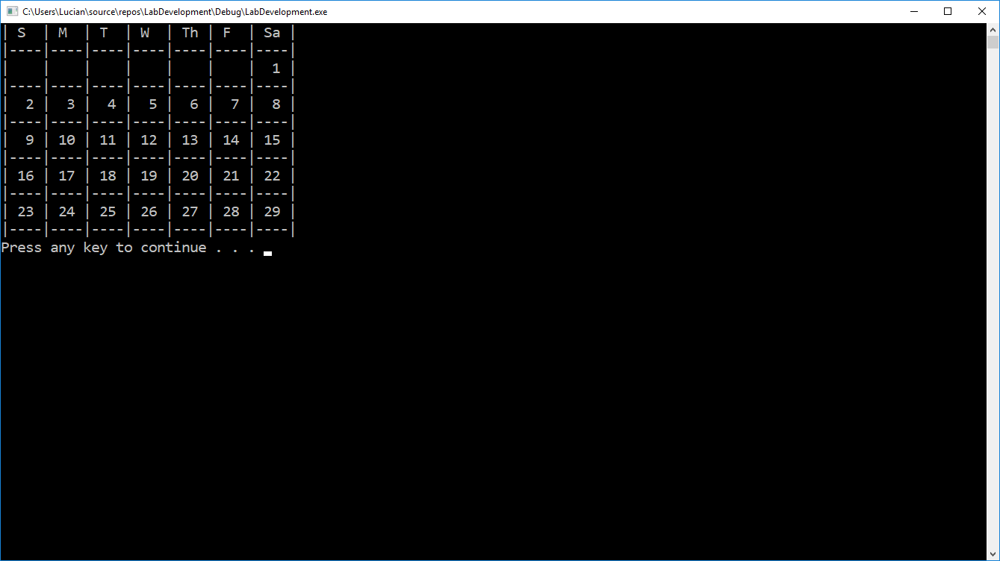 C:\Users\Lucian\source\repos\LabDevelopment\Debug\LabDevelopment.exe
| S  | M  | T  | W  | Th | F  | Sa |
|----|----|----|----|----|----|----|
|    |    |    |    |    |    |  1 |
|----|----|----|----|----|----|----|
|  2 |  3 |  4 |  5 |  6 |  7 |  8 |
|----|----|----|----|----|----|----|
|  9 | 10 | 11 | 12 | 13 | 14 | 15 |
|----|----|----|----|----|----|----|
| 16 | 17 | 18 | 19 | 20 | 21 | 22 |
|----|----|----|----|----|----|----|
| 23 | 24 | 25 | 26 | 27 | 28 | 29 |
|----|----|----|----|----|----|----|
Press any key to continue . . .